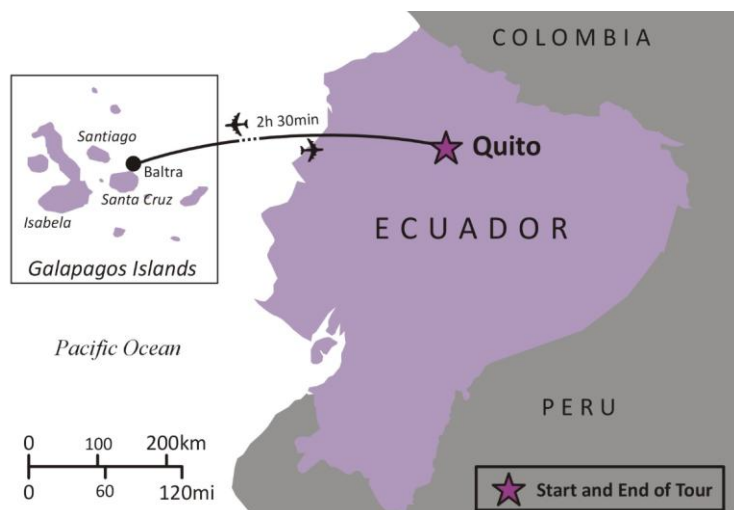 COLOMBIA
2h 30min
Santiago
Baltra
Quito
Santa Cruz
Isabela
ECUADOR
Galapagos Islands
Pacific Ocean
PERU
0 100 200km
0 60 120mi
Start and End of Tour